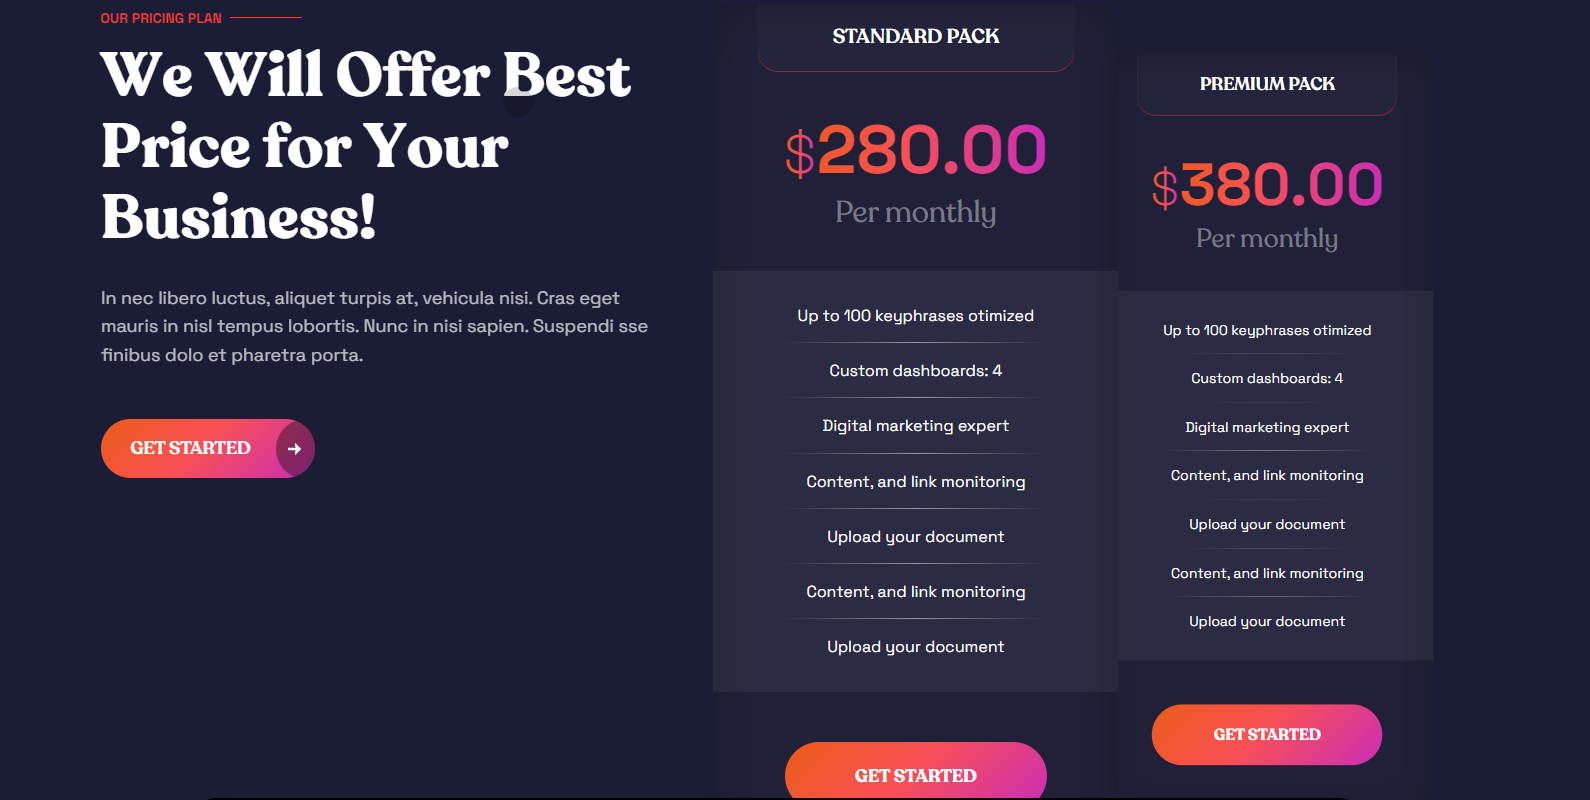 OUR PRICING PLAN
We Will Offer Best
Price for Your
Business!
In nec libero luctus, aliquet turpis at, vehicula nisi. Cras eget
mauris in nisl tempus lobortis. Nunc in nisi sapien. Suspendi sse
finibus dolo et pharetra porta.
GET STARTED
STANDARD PACK
$280.00
Per monthly
Up to 100 keyphrases otimized
Custom dashboards: 4
Digital marketing expert
Content, and link monitoring
Upload your document
Content, and link monitoring
Upload your document
GET STARTED
PREMIUM PACK
$380.00
Per monthly
Up to 100 keyphrases otimized
Custom dashboards: 4
Digital marketing expert
Content, and link monitoring
Upload your document
Content, and link monitoring
Upload your document
GET STARTED